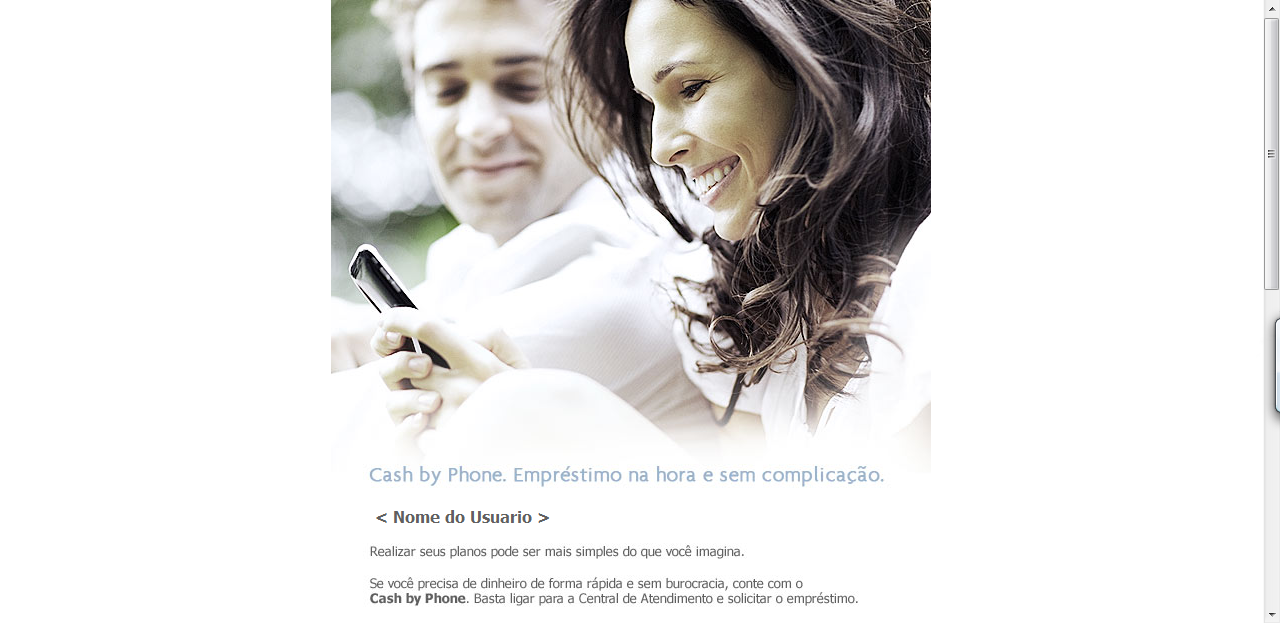 Cash by Phone. Empréstimo na hora e sem complicação.
< Nome do Usuario >
Realizar seus planos pode ser mais simples do que você imagina.
Se você precisa de dinheiro de forma rápida e sem burocracia, conte com o
Cash by Phone. Basta ligar para a Central de Atendimento e solicitar o empréstimo.